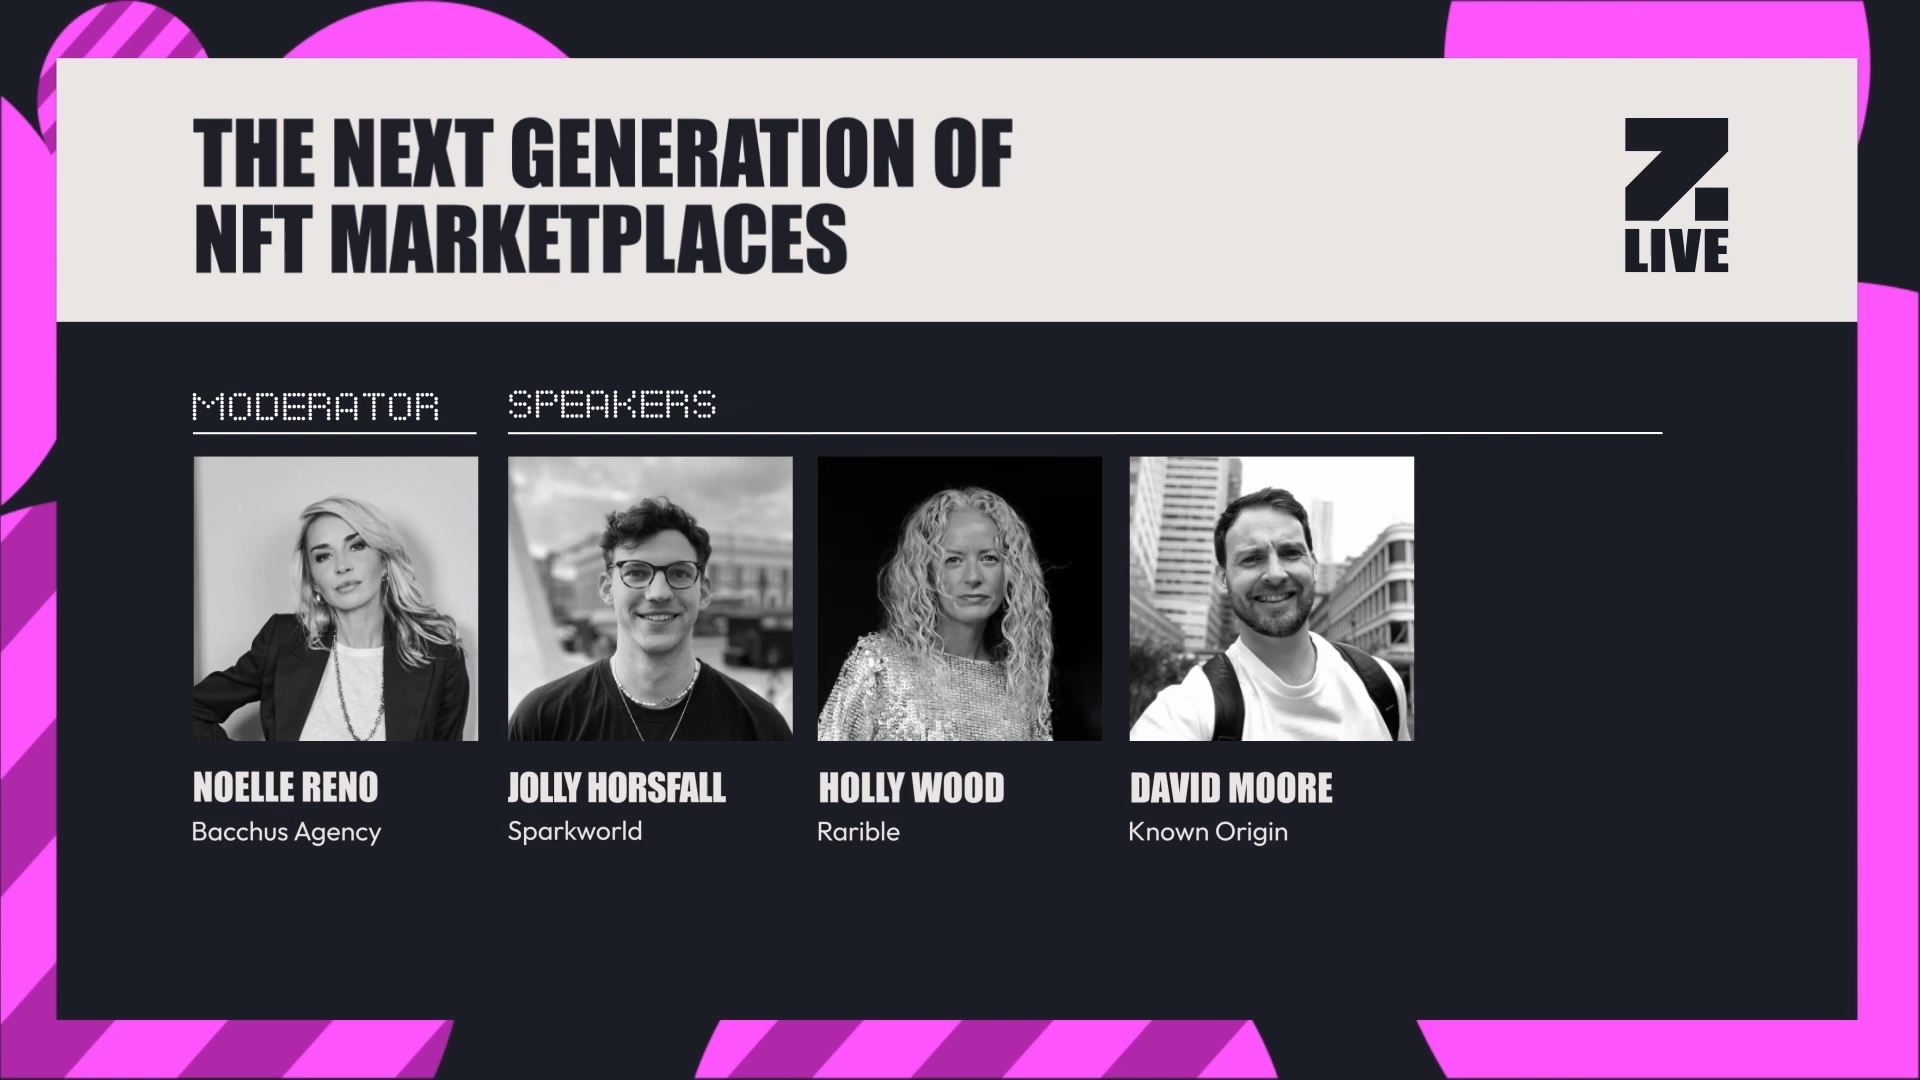 THE NEXT GENERATION OF
NFT MARKETPLACES
Z.
LIVE
MODERATOR
SPEAKERS
NOELLE RENO
Bacchus Agency
JOLLY HORSFALL
Sparkworld
HOLLY WOOD
Rarible
DAVID MOORE
Known Origin